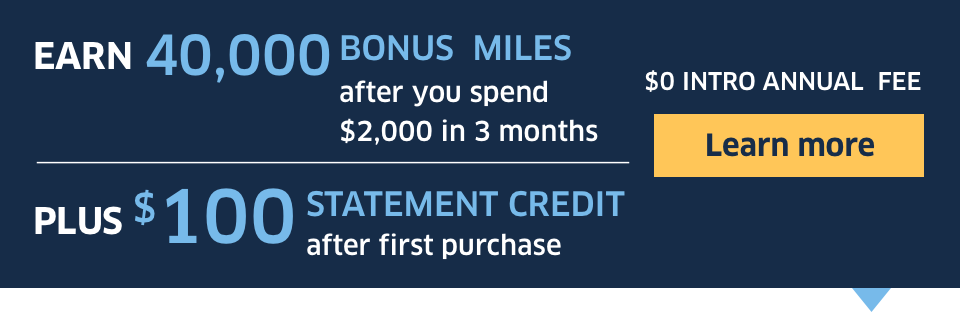 EARN 40,000 BONUS MILES
after you spend
$2,000 in 3 months
PLUS $100 STATEMENT CREDIT
after first purchase
$0 INTRO ANNUAL FEE
Learn more